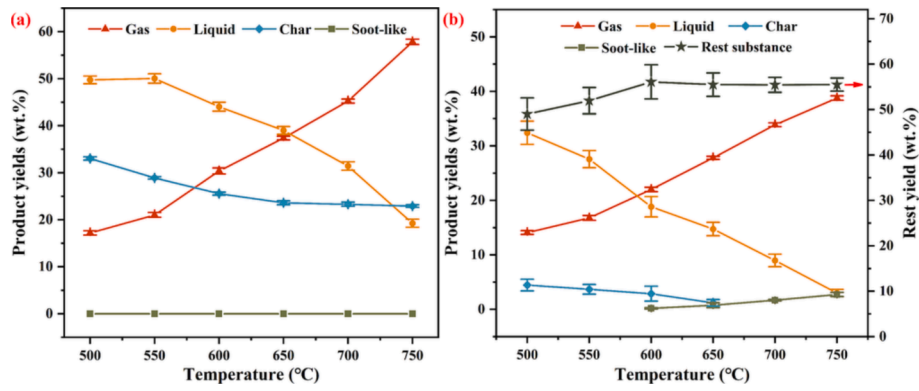 (a)
Gas Liquid Char Soot-like
Product yields (wt.%)
60
50
40
30
20
10
0
500 550 600 650 700 750
Temperature (℃)
(b)
Gas Liquid Char
Soot-like Rest substance
Product yields (wt.%)
50
40
30
20
10
0
70
60
50
40
30
20
10
0
Rest yield (wt.%)
500 550 600 650 700 750
Temperature (℃)